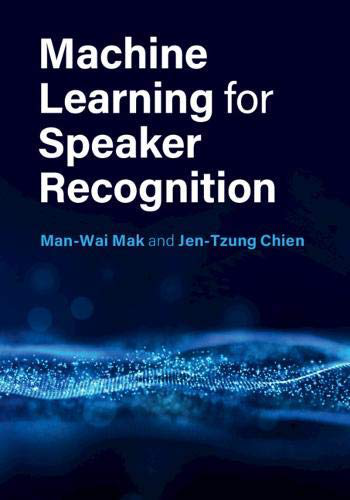 Machine
Learning for
Speaker
Recognition
Man-Wai Mak and Jen-Tzung Chien